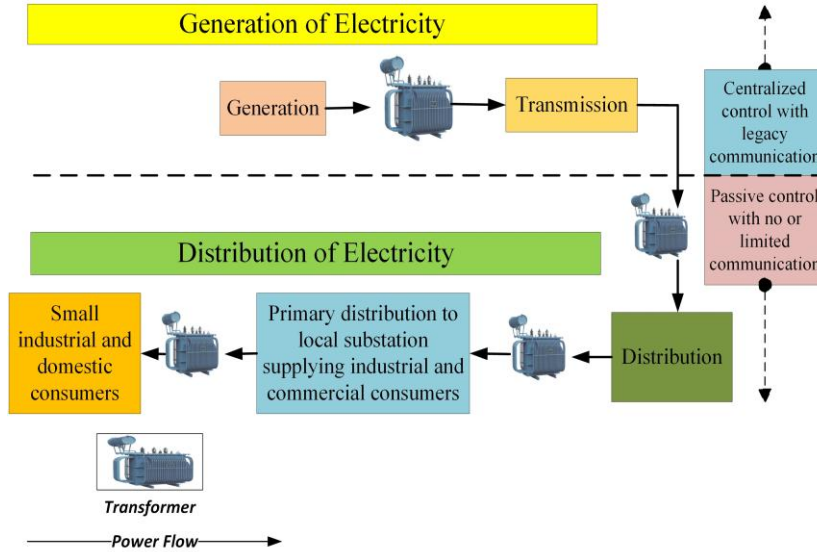 Generation of Electricity
Generation
Transmission
Centralized
control with
legacy
communication
Passive control
with no or
limited
communication
Distribution of Electricity
Small
industrial and
domestic
consumers
Primary distribution to
local substation
supplying industrial and
commercial consumers
Distribution
Transformer
Power Flow